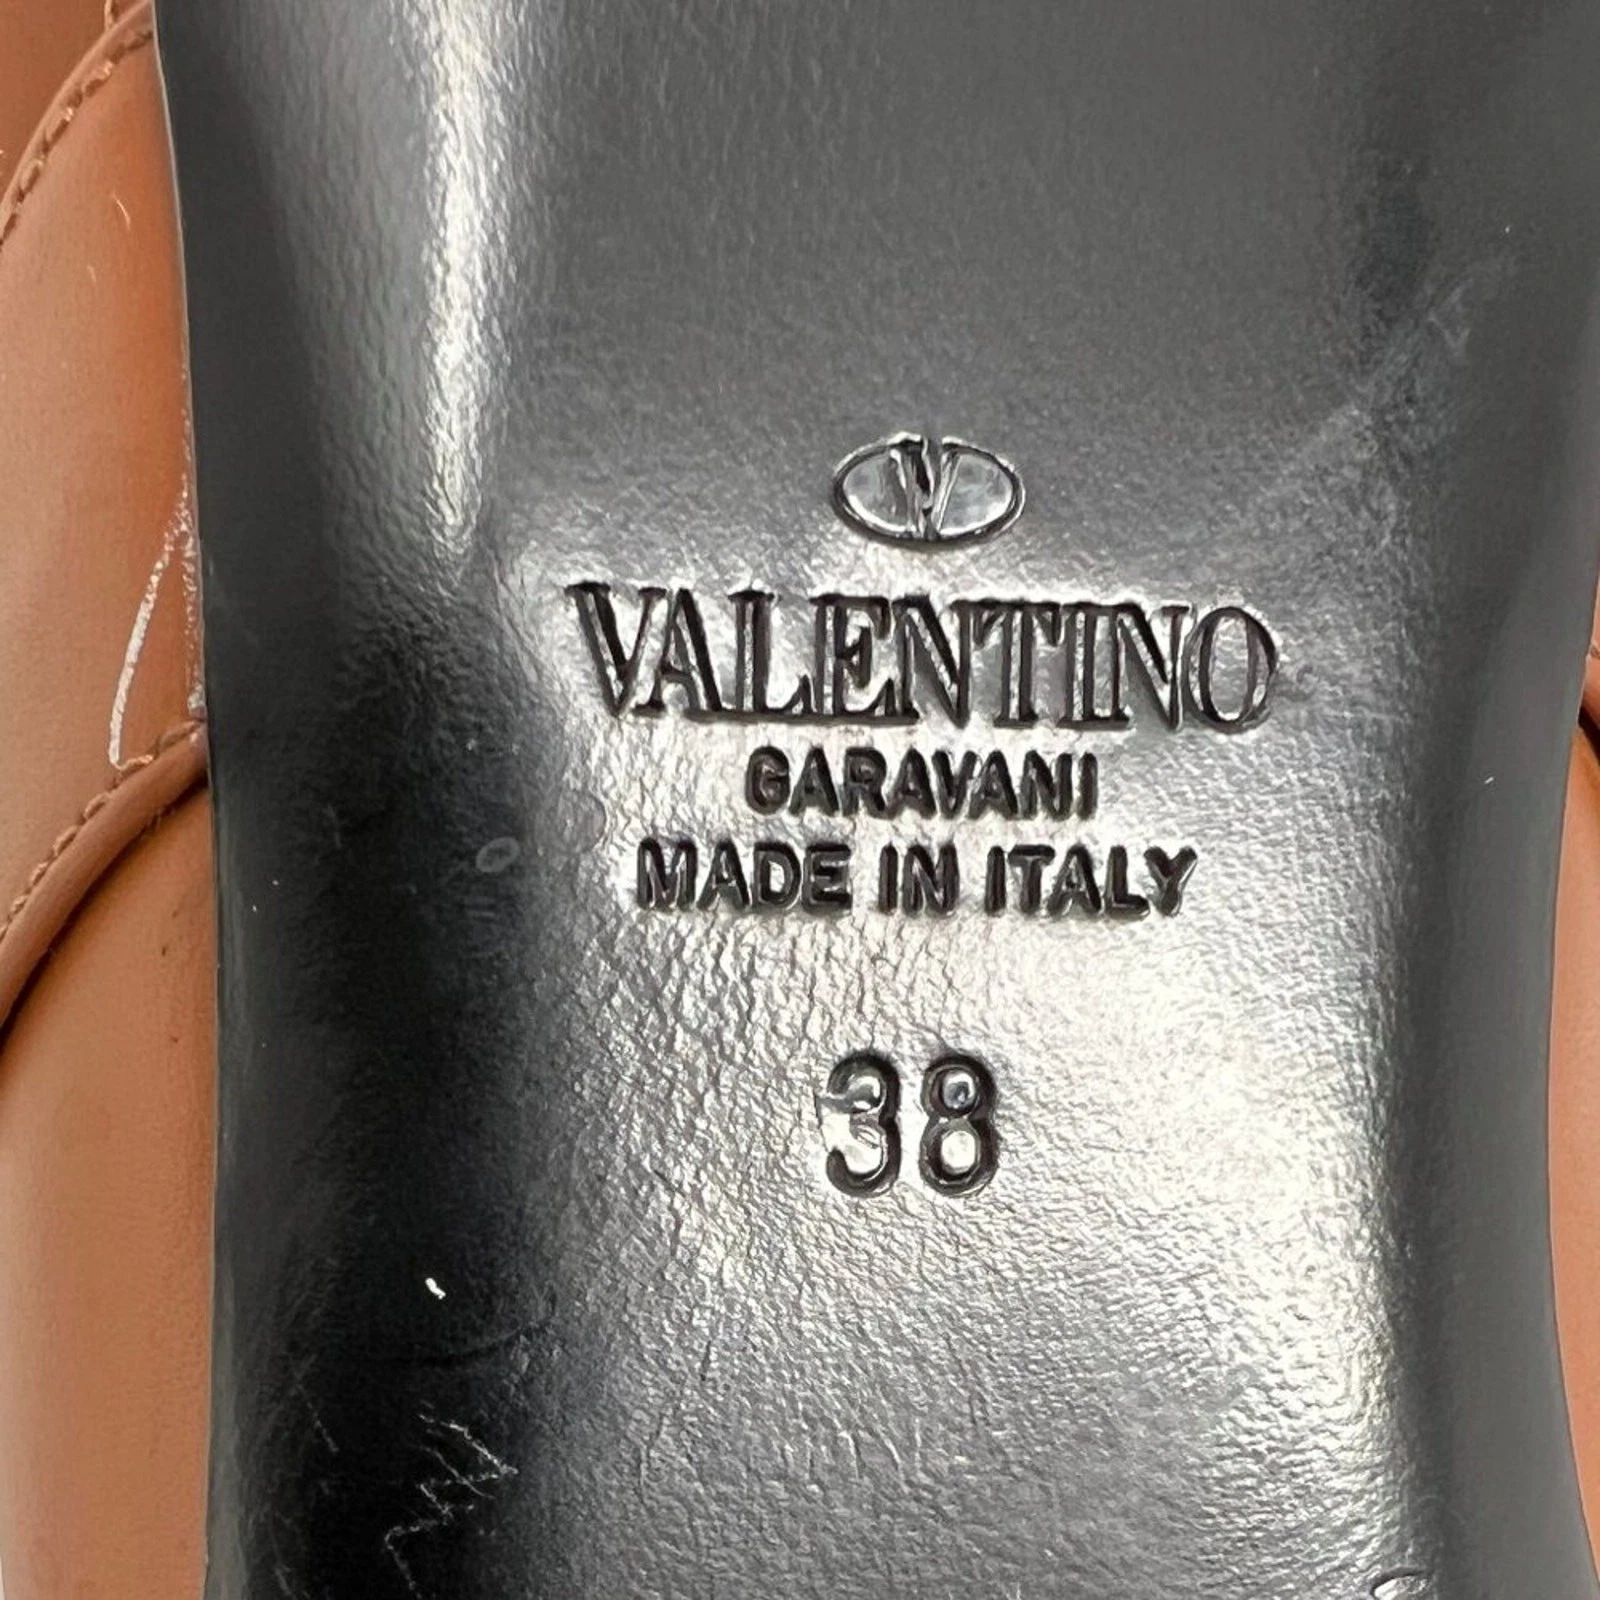 V
VALENTINO
GARAVANI
MADE IN ITALY
38